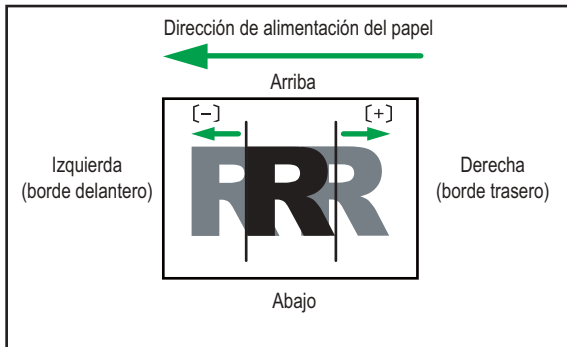 Dirección de alimentación del papel
Arriba
[-] [+]
RRR
Izquierda
(borde delantero)
Derecha
(borde trasero)
Abajo